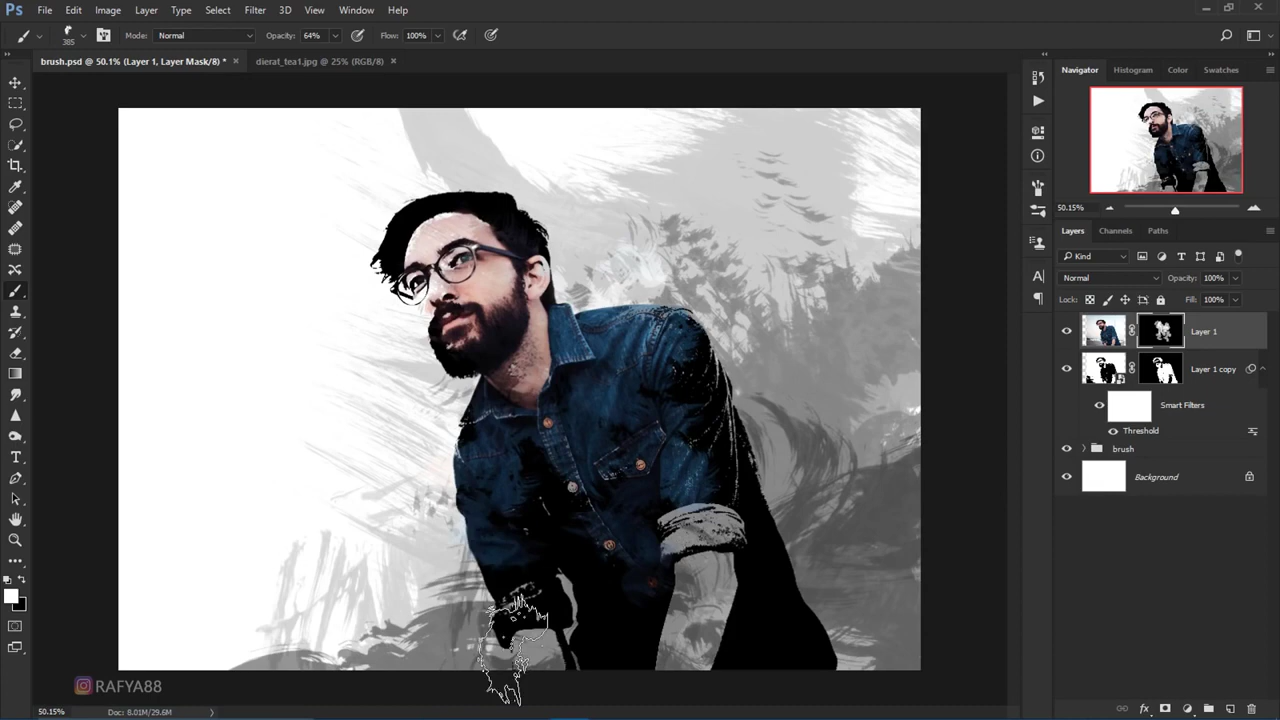 Ps File Edit Image Layer Type Select Filter 3D View Window Help
385 Mode: Normal Opacity: 64% Flow: 100%
brush.psd @ 50.1% (Layer 1, Layer Mask/8) * × dierat_tea1.jpg @ 25% (RGB/8) ×
Navigator Histogram Color Swatches
50.15%
Layers Channels Paths
Kind
Normal Opacity: 100%
Lock: Fill: 100%
Layer 1
Layer 1 copy
Smart Filters
Threshold
brush
Background
RAFYA88
50.15% Doc: 8.01M/29.6M